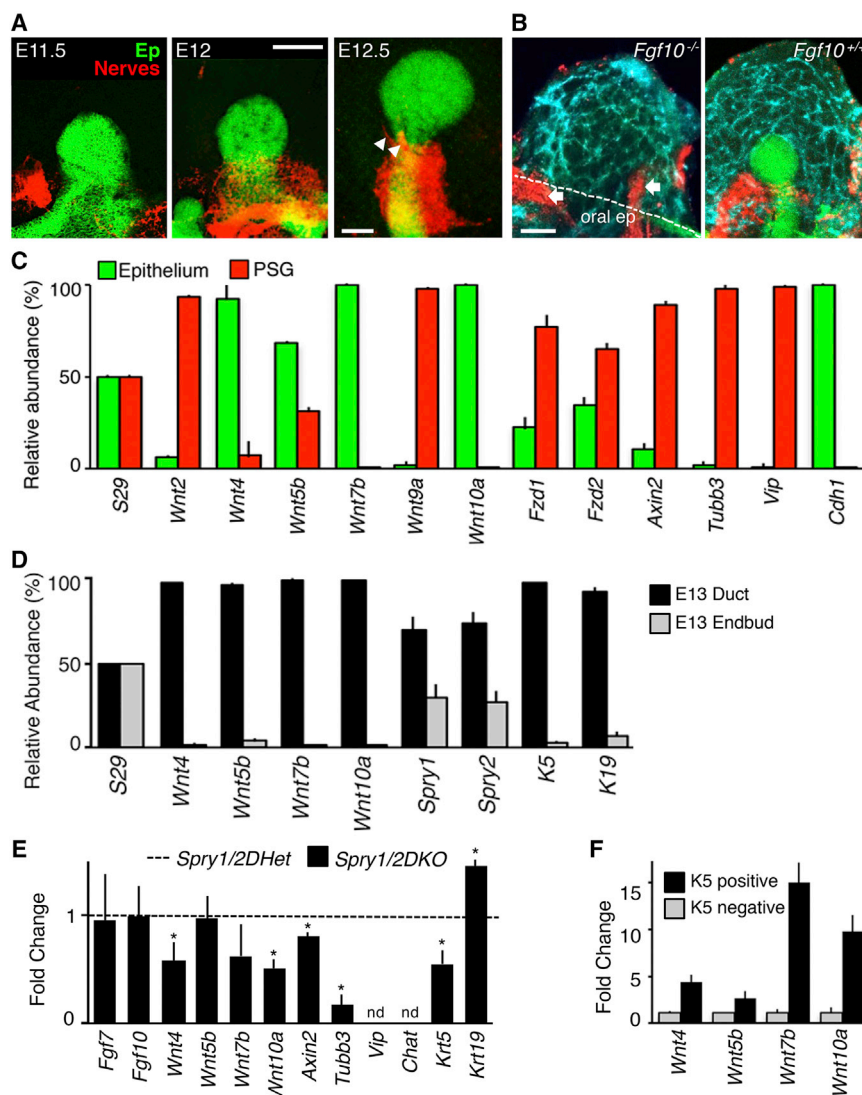 A
E11.5
Ep
Nerves
E12
E12.5
B
Fgf10-/-
Fgf10+/+
oral ep
C
Epithelium
PSG
Relative abundance (%)
100
50
0
S29
Wnt2
Wnt4
Wnt5b
Wnt7b
Wnt9a
Wnt10a
Fzd1
Fzd2
Axin2
Tubb3
Vip
Cdh1
D
E13 Duct
E13 Endbud
Relative Abundance (%)
100
50
0
S29
Wnt4
Wnt5b
Wnt7b
Wnt10a
Spry1
Spry2
K5
K19
E
Spry1/2DHet
Spry1/2DKO
Fold Change
1
0
* * * * * *
nd nd
Fgf7
Fgf10
Wnt4
Wnt5b
Wnt7b
Wnt10a
Axin2
Tubb3
Vip
Chat
Krt5
Krt19
F
K5 positive
K5 negative
Fold Change
15
10
5
0
Wnt4
Wnt5b
Wnt7b
Wnt10a